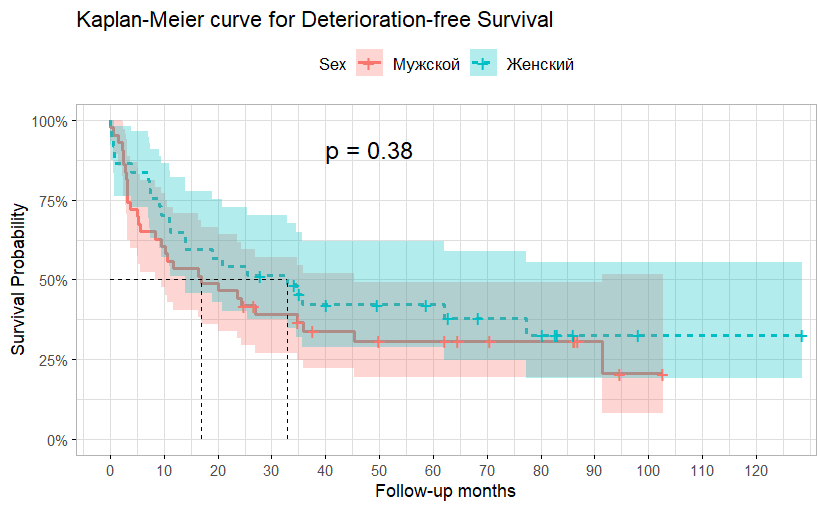 Kaplan-Meier curve for Deterioration-free Survival
Sex Мужской Женский
p = 0.38
100%
75%
50%
25%
0%
Survival Probability
0 10 20 30 40 50 60 70 80 90 100 110 120
Follow-up months